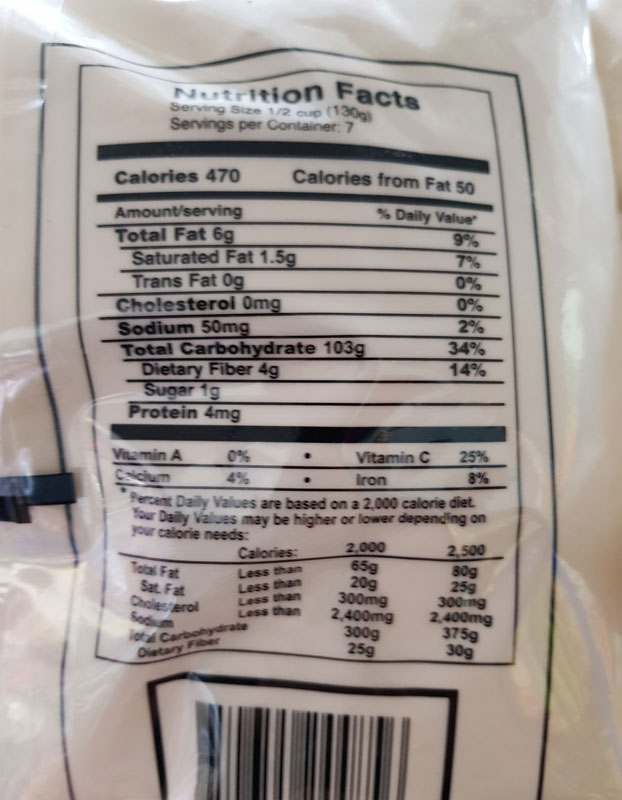 Nutrition Facts
Serving Size 1/2 cup (130g)
Servings per Container: 7
Calories 470 Calories from Fat 50
Amount/serving % Daily Value*
Total Fat 6g 9%
Saturated Fat 1.5g 7%
Trans Fat 0g 0%
Cholesterol 0mg 0%
Sodium 50mg 2%
Total Carbohydrate 103g 34%
Dietary Fiber 4g 14%
Sugar 1g
Protein 4mg
Vitamin A 0% • Vitamin C 25%
Calcium 4% • Iron 8%
*Percent Daily Values are based on a 2,000 calorie diet.
Your Daily Values may be higher or lower depending on
your calorie needs:
Calories: 2,000 2,500
Total Fat Less than 65g 80g
Sat. Fat Less than 20g 25g
Cholesterol Less than 300mg 300mg
Sodium Less than 2,400mg 2,400mg
Total Carbohydrate 300g 375g
Dietary Fiber 25g 30g